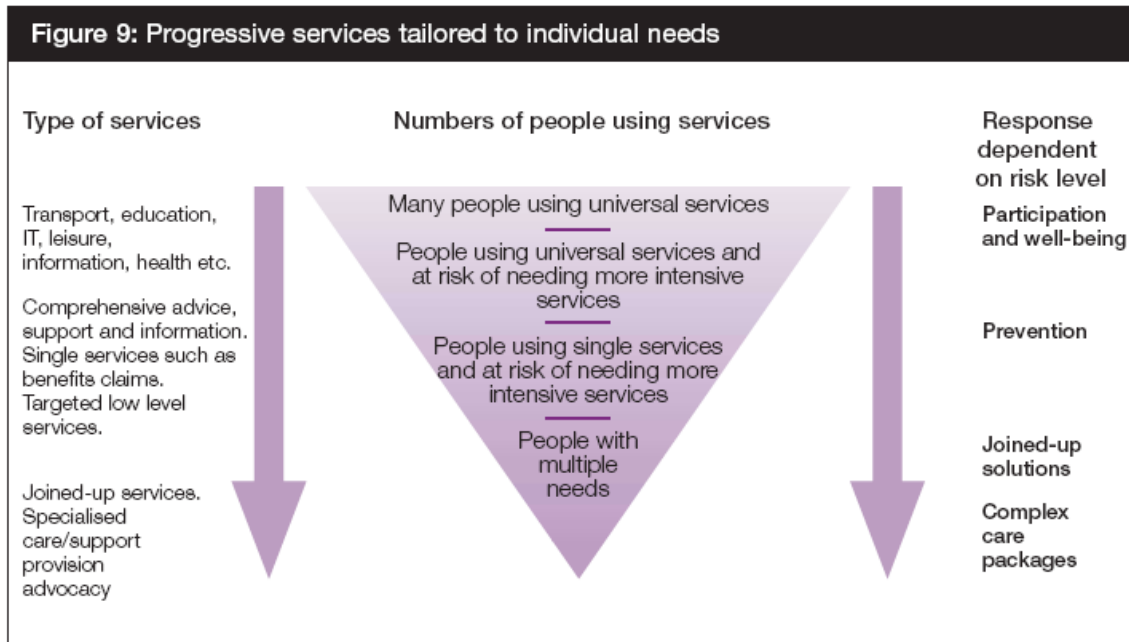 Figure 9: Progressive services tailored to individual needs
Type of services
Transport, education,
IT, leisure,
information, health etc.
Comprehensive advice,
support and information.
Single services such as
benefits claims.
Targeted low level
services.
Joined-up services.
Specialised
care/support
provision
advocacy
Numbers of people using services
Many people using universal services
People using universal services and
at risk of needing more intensive
services
People using single services
and at risk of needing more
intensive services
People with
multiple
needs
Response
dependent
on risk level
Participation
and well-being
Prevention
Joined-up
solutions
Complex
care
packages